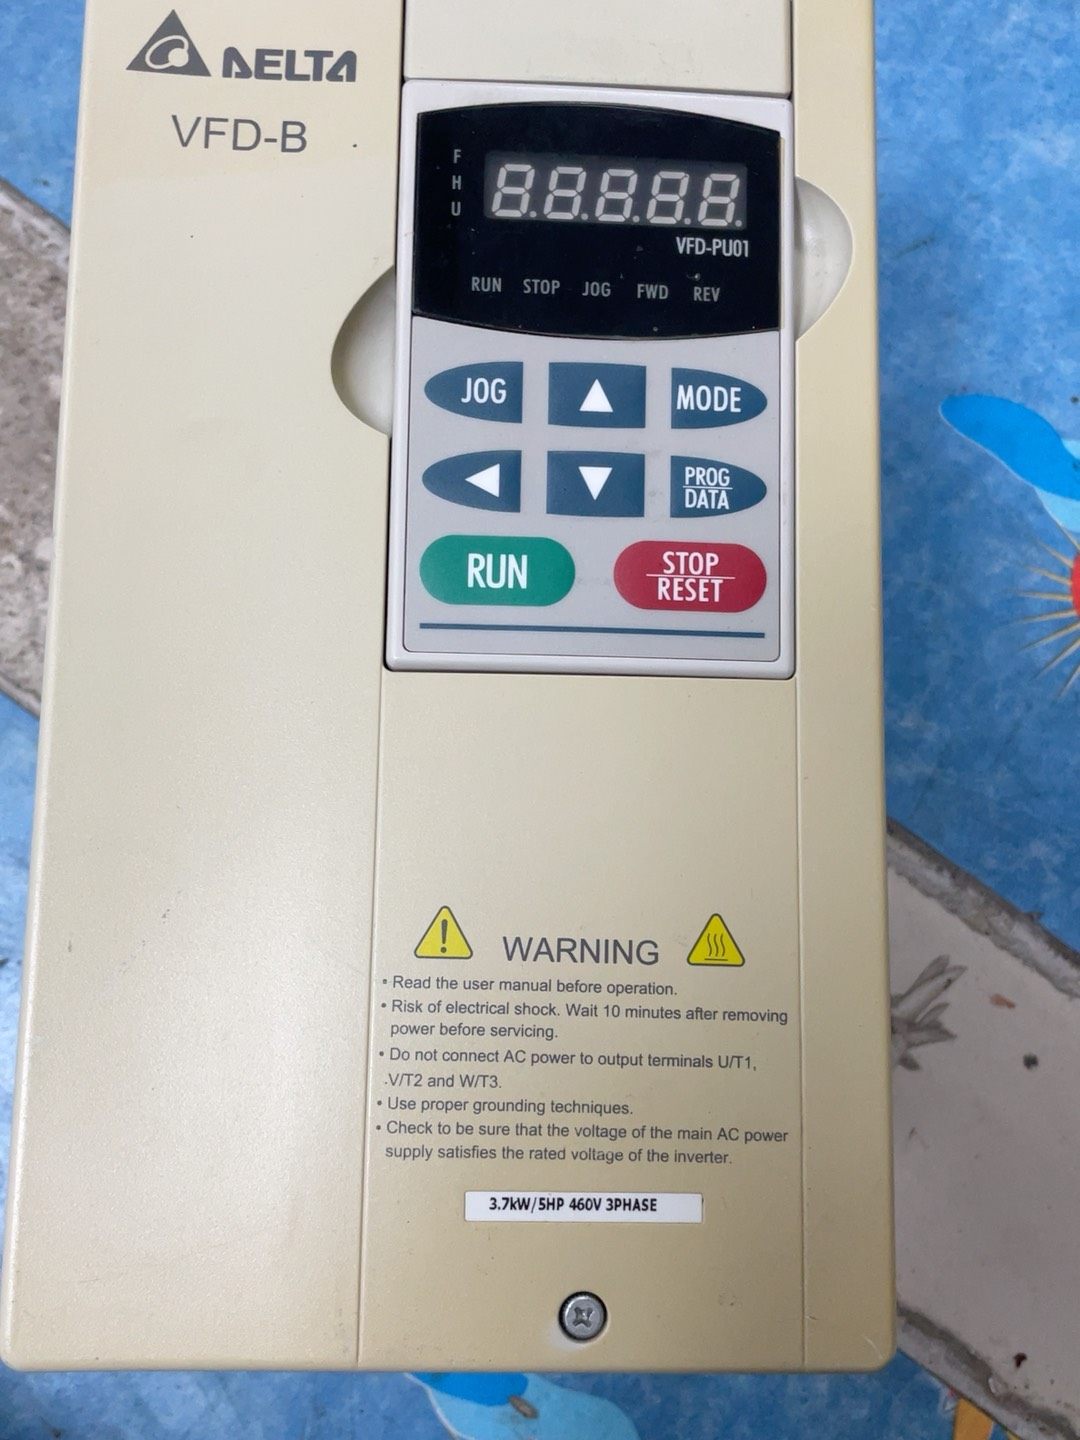 DELTA
VFD-B
F
H
U
8.8.8.8.8.
VFD-PU01
RUN STOP JOG FWD REV
JOG ▲ MODE
◀ ▼ PROG
DATA
RUN STOP
RESET
WARNING
• Read the user manual before operation.
• Risk of electrical shock. Wait 10 minutes after removing
power before servicing.
• Do not connect AC power to output terminals U/T1,
V/T2 and W/T3.
• Use proper grounding techniques.
• Check to be sure that the voltage of the main AC power
supply satisfies the rated voltage of the inverter.
3.7kW/5HP 460V 3PHASE